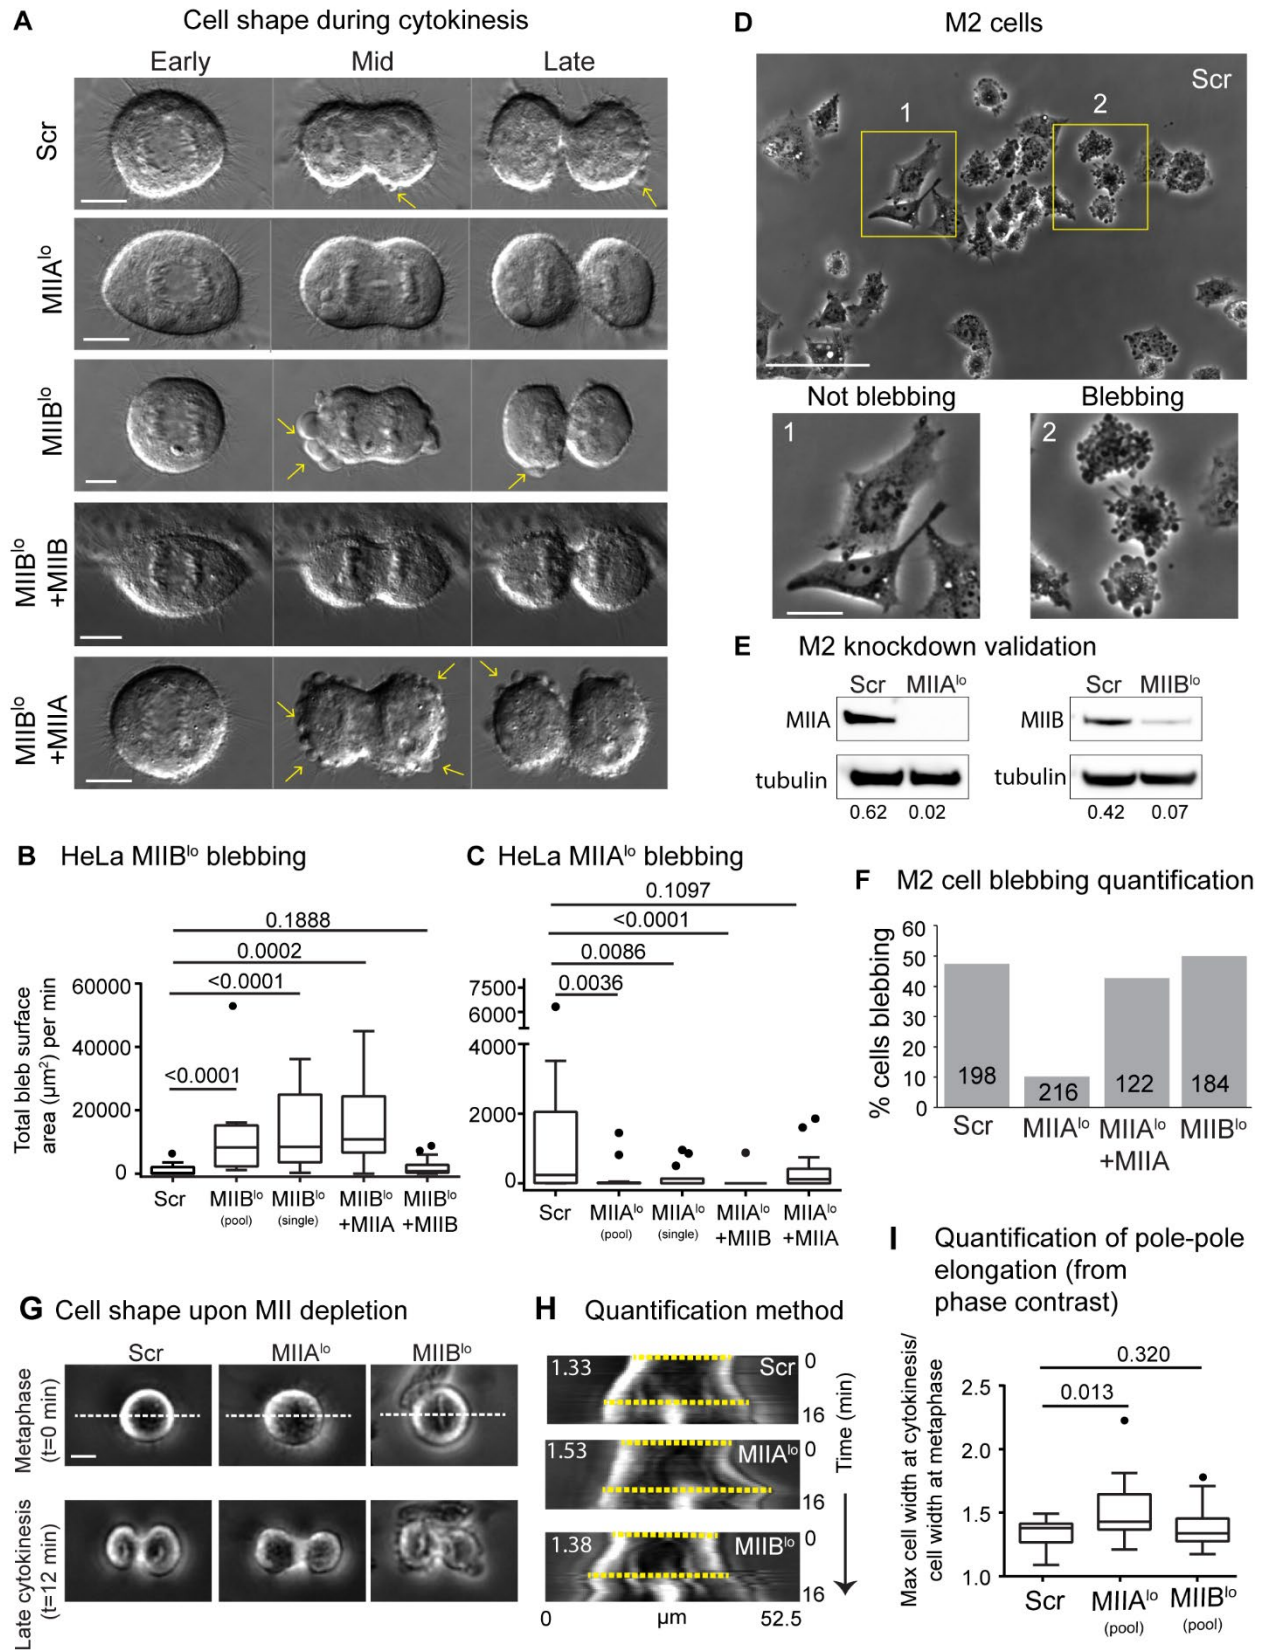 A Cell shape during cytokinesis
Early Mid Late
Scr
MIIAlo
MIIBlo
MIIBlo
+MIIB
MIIBlo
+MIIA
B HeLa MIIBlo blebbing
0.1888
0.0002
<0.0001
<0.0001
Total bleb surface
area (µm²) per min
60000
40000
20000
0
Scr MIIBlo MIIBlo MIIBlo MIIBlo
(pool) (single) +MIIA +MIIB
C HeLa MIIAlo blebbing
0.1097
<0.0001
0.0086
0.0036
7500
6000
4000
2000
0
Scr MIIAlo MIIAlo MIIAlo MIIAlo
(pool) (single) +MIIB +MIIA
D M2 cells
Scr
1 2
Not blebbing Blebbing
1 2
E M2 knockdown validation
Scr MIIAlo Scr MIIBlo
MIIA MIIB
tubulin tubulin
0.62 0.02 0.42 0.07
F M2 cell blebbing quantification
% cells blebbing
60
50
40
30
20
10
0
198 216 122 184
Scr MIIAlo MIIAlo MIIBlo
+MIIA
G Cell shape upon MII depletion
Scr MIIAlo MIIBlo
Metaphase
(t=0 min)
Late cytokinesis
(t=12 min)
H Quantification method
1.33 Scr 0
16
1.53 MIIAlo 0
16
1.38 MIIBlo 0
16
Time (min)
0 µm 52.5
I Quantification of pole-pole
elongation (from
phase contrast)
0.320
0.013
Max cell width at cytokinesis/
cell width at metaphase
2.5
2.0
1.5
1.0
Scr MIIAlo MIIBlo
(pool) (pool)